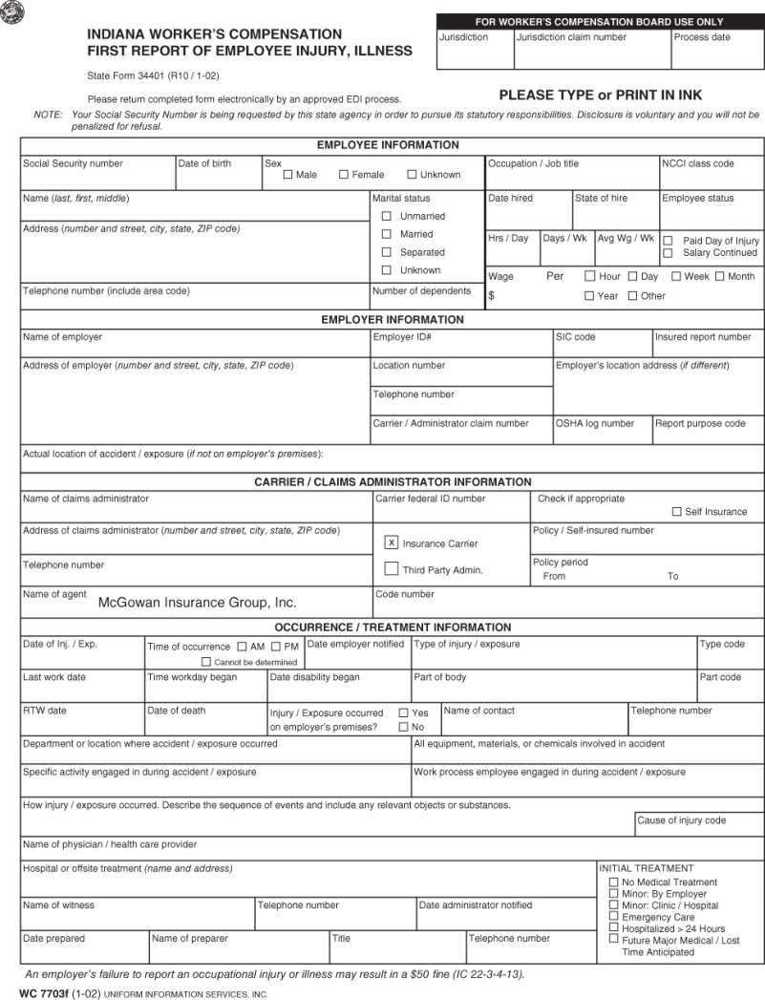 INDIANA WORKER'S COMPENSATION
FIRST REPORT OF EMPLOYEE INJURY, ILLNESS
State Form 34401 (R10 / 1-02)
FOR WORKER'S COMPENSATION BOARD USE ONLY
Jurisdiction Jurisdiction claim number Process date
Please return completed form electronically by an approved EDI process.
PLEASE TYPE or PRINT IN INK
NOTE: Your Social Security Number is being requested by this state agency in order to pursue its statutory responsibilities. Disclosure is voluntary and you will not be
penalized for refusal.
EMPLOYEE INFORMATION
Social Security number Date of birth Sex Occupation / Job title NCCI class code
Male Female Unknown
Name (last, first, middle) Marital status Date hired State of hire Employee status
Unmarried
Address (number and street, city, state, ZIP code)
Married
Separated
Unknown
Hrs / Day Days / Wk Avg Wg / Wk Paid Day of Injury
Salary Continued
Wage Per Hour Day Week Month
$ Year Other
Telephone number (include area code) Number of dependents
EMPLOYER INFORMATION
Name of employer Employer ID# SIC code Insured report number
Address of employer (number and street, city, state, ZIP code) Location number Employer's location address (if different)
Telephone number
Carrier / Administrator claim number OSHA log number Report purpose code
Actual location of accident / exposure (if not on employer's premises):
CARRIER / CLAIMS ADMINISTRATOR INFORMATION
Name of claims administrator Carrier federal ID number Check if appropriate
Self Insurance
Address of claims administrator (number and street, city, state, ZIP code) Policy / Self-insured number
x Insurance Carrier
Telephone number Third Party Admin. Policy period
From To
Name of agent McGowan Insurance Group, Inc. Code number
OCCURRENCE / TREATMENT INFORMATION
Date of Inj. / Exp. Time of occurrence AM PM Date employer notified Type of injury / exposure Type code
Cannot be determined
Last work date Time workday began Date disability began Part of body Part code
RTW date Date of death Injury / Exposure occurred Yes Name of contact Telephone number
on employer's premises? No
Department or location where accident / exposure occurred All equipment, materials, or chemicals involved in accident
Specific activity engaged in during accident / exposure Work process employee engaged in during accident / exposure
How injury / exposure occurred. Describe the sequence of events and include any relevant objects or substances.
Cause of injury code
Name of physician / health care provider
Hospital or offsite treatment (name and address) INITIAL TREATMENT
No Medical Treatment
Minor: By Employer
Minor: Clinic / Hospital
Emergency Care
Hospitalized > 24 Hours
Future Major Medical / Lost
Time Anticipated
Name of witness Telephone number Date administrator notified
Date prepared Name of preparer Title Telephone number
An employer's failure to report an occupational injury or illness may result in a $50 fine (IC 22-3-4-13).
WC 7703f (1-02) UNIFORM INFORMATION SERVICES, INC.